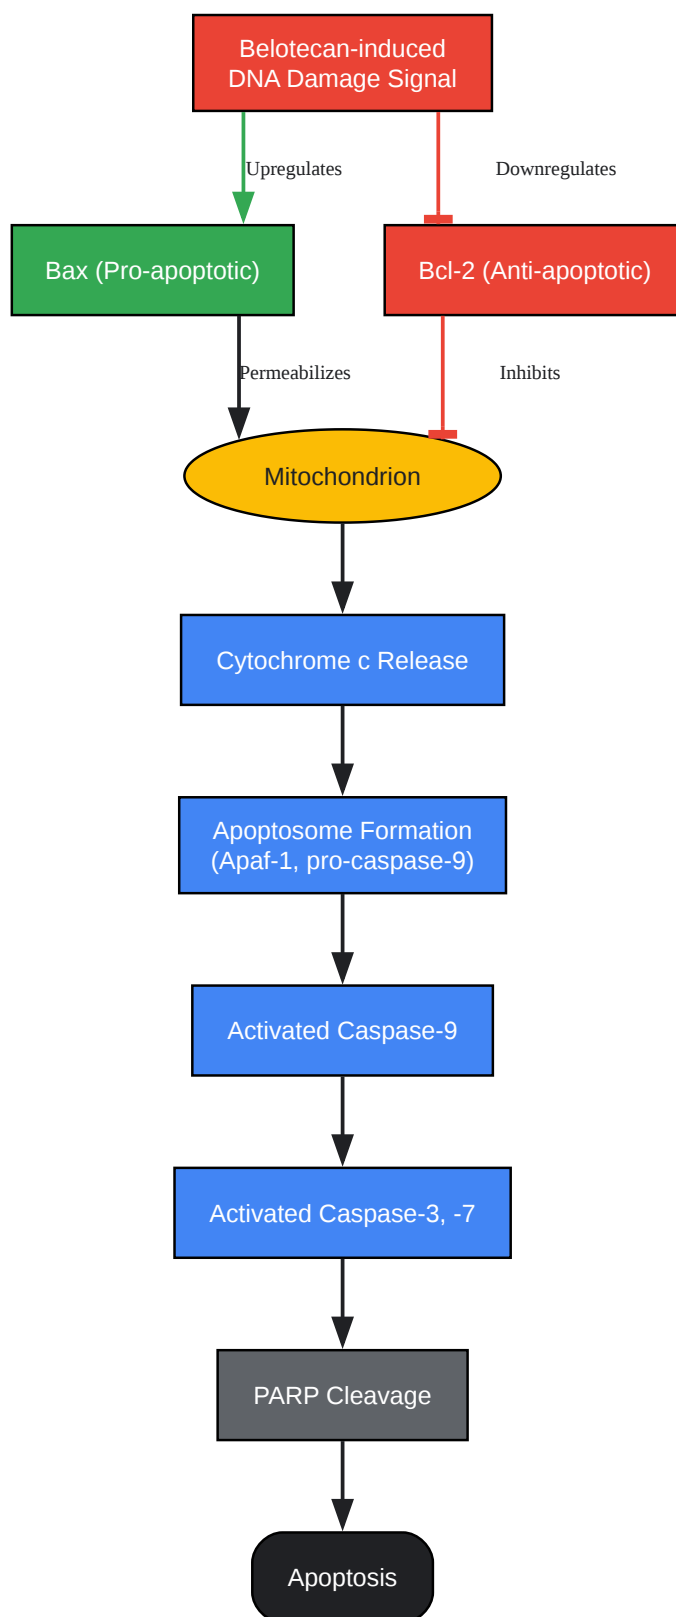 Belotecan-induced
DNA Damage Signal
Upregulates
Downregulates
Bax (Pro-apoptotic)
Bcl-2 (Anti-apoptotic)
Permeabilizes
Inhibits
Mitochondrion
Cytochrome c Release
Apoptosome Formation
(Apaf-1, pro-caspase-9)
Activated Caspase-9
Activated Caspase-3, -7
PARP Cleavage
Apoptosis